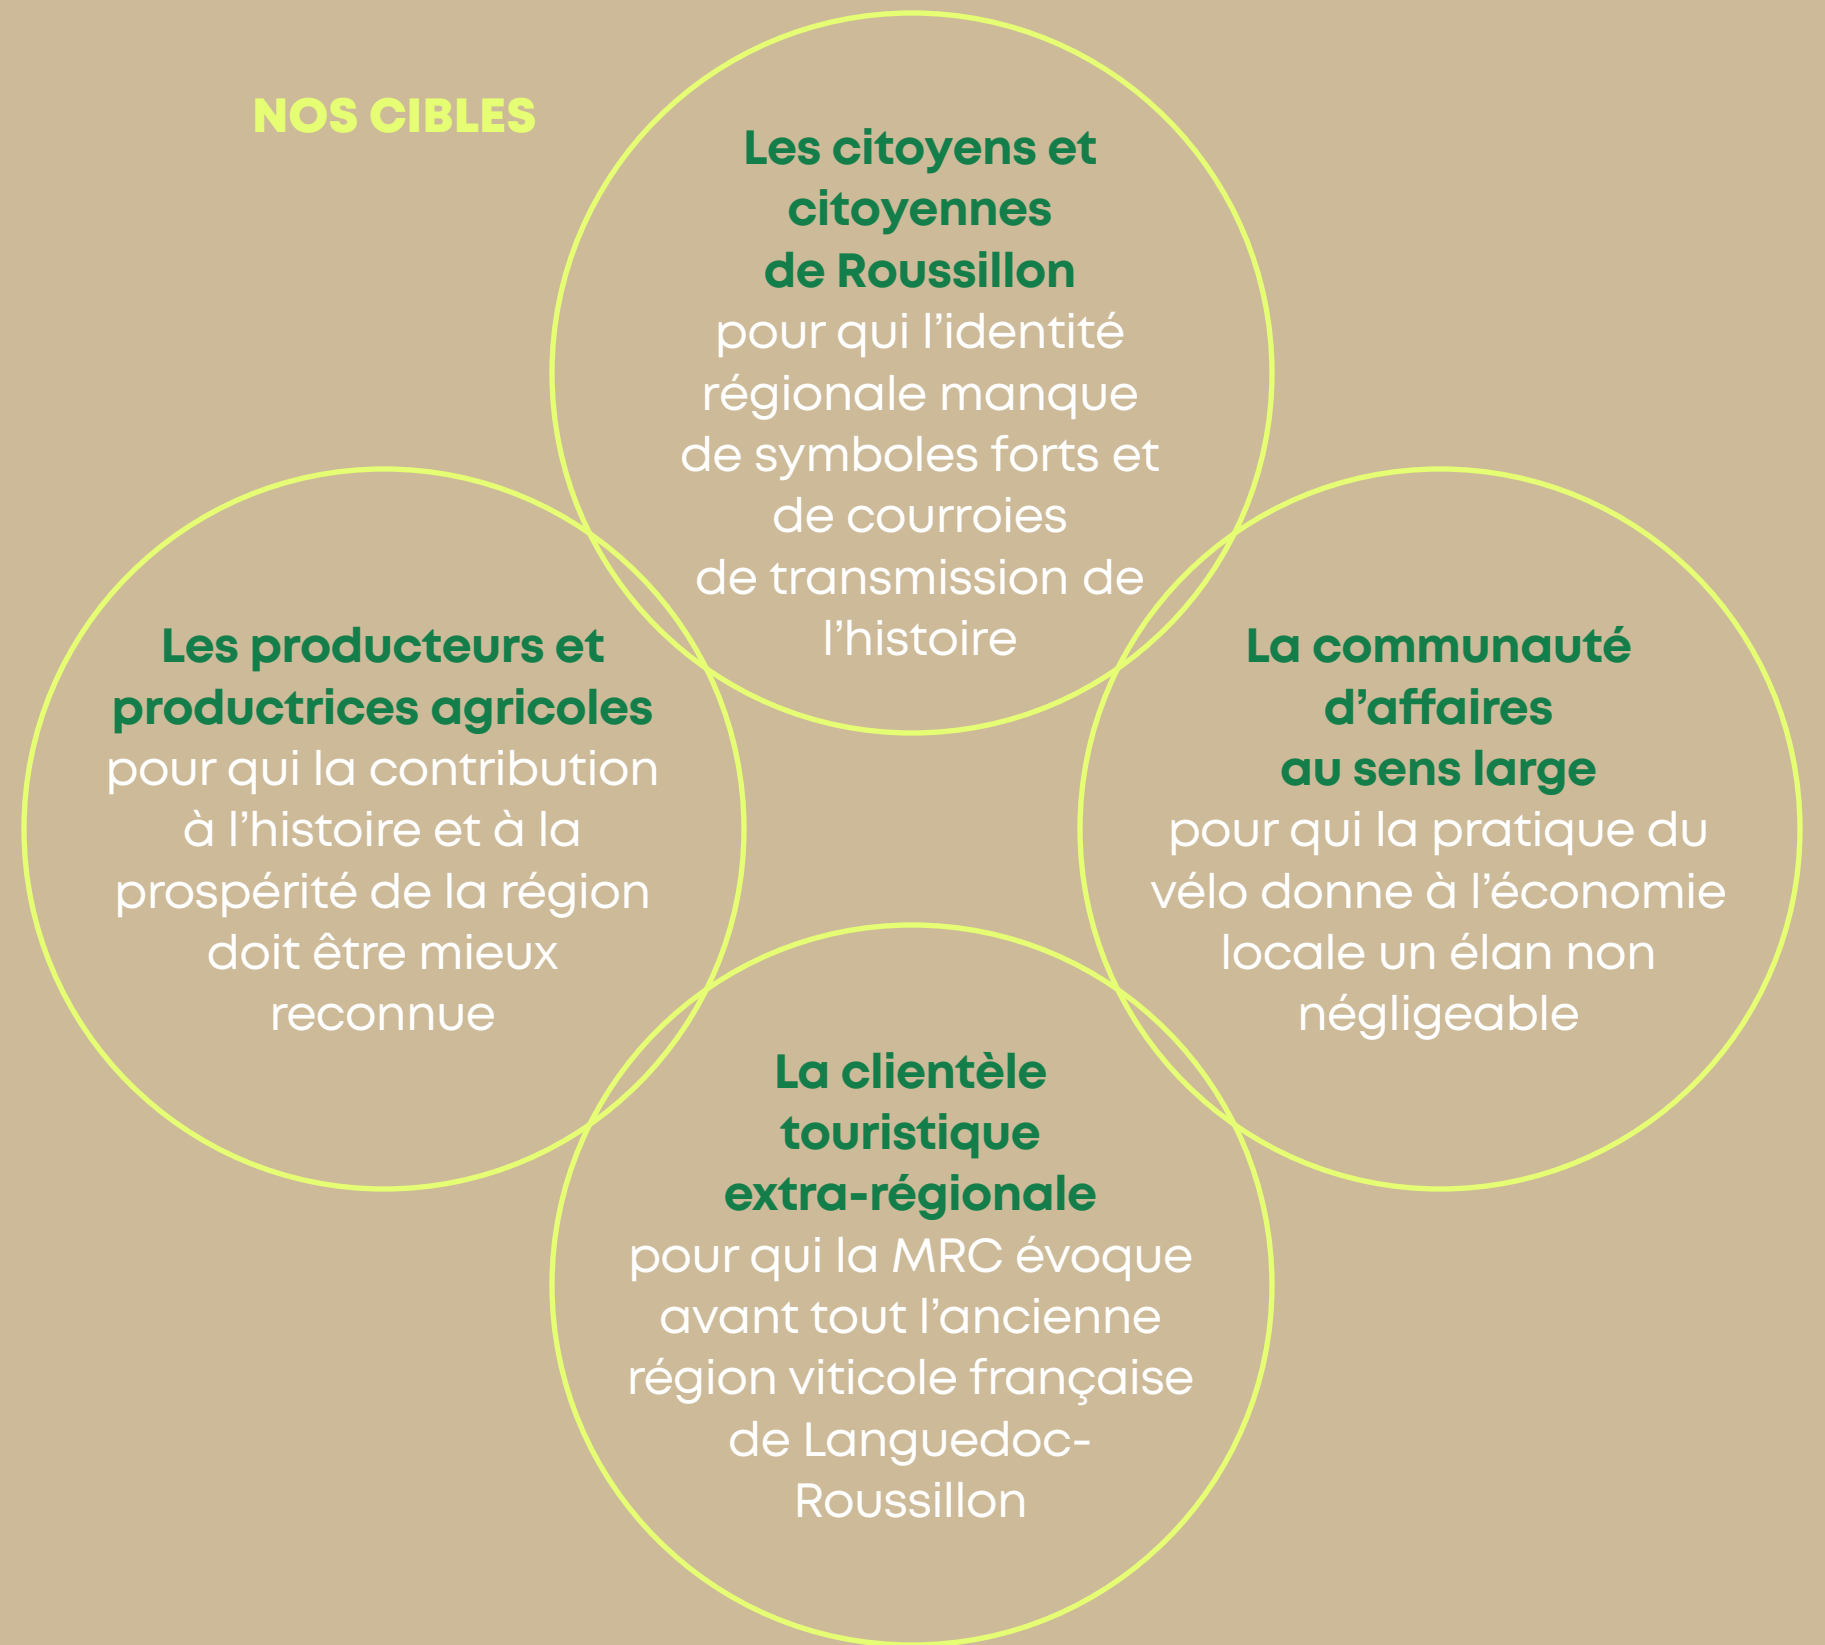 NOS CIBLES
Les citoyens et
citoyennes
de Roussillon
pour qui l’identité
régionale manque
de symboles forts et
de courroies
de transmission de
l’histoire
Les producteurs et
productrices agricoles
pour qui la contribution
à l’histoire et à la
prospérité de la région
doit être mieux
reconnue
La communauté
d’affaires
au sens large
pour qui la pratique du
vélo donne à l’économie
locale un élan non
négligeable
La clientèle
touristique
extra-régionale
pour qui la MRC évoque
avant tout l’ancienne
région viticole française
de Languedoc-
Roussillon